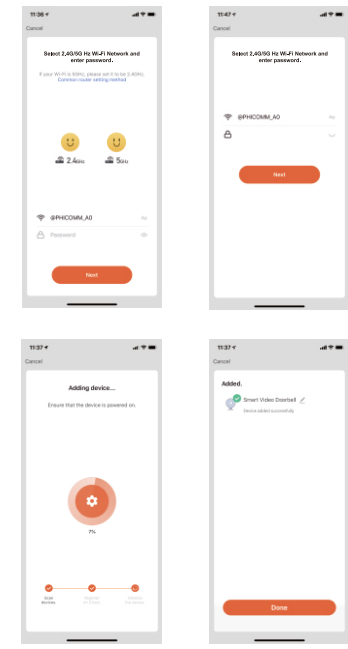 11:36
Cancel
Select 2,4G/5G Hz Wi-Fi Network and
enter password.
If your Wi-Fi is 5GHz, please set it to be 2.4GHz.
Common router setting method
2.4GHz
5GHz
@PHICOMM_A0
Password
Next
11:47
Cancel
Select 2,4G/5G Hz Wi-Fi Network and
enter password.
@PHICOMM_A0
Next
11:37
Cancel
Adding device...
Ensure that the device is powered on.
7%
Scan
devices.
11:37
Cancel
Added.
Smart Video Doorbell
Device added successfully
Done